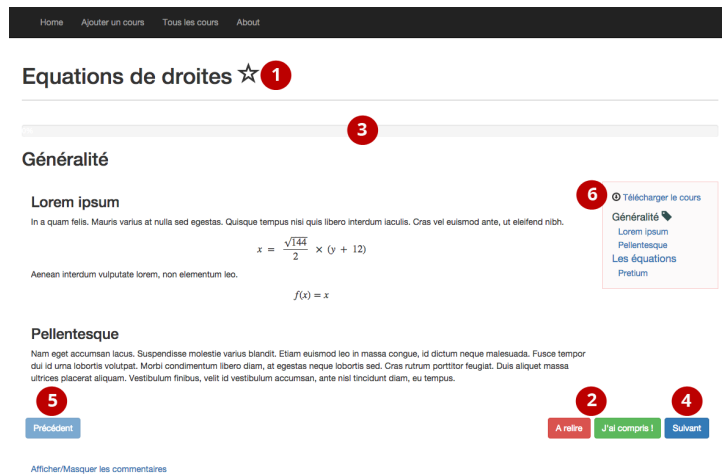 Home Ajouter un cours Tous les cours About
Equations de droites ☆ 1
3
Généralité
6 Télécharger le cours
Généralité
Lorem ipsum
Pellentesque
Les équations
Pretium
Lorem ipsum
In a quam felis. Mauris varius at nulla sed egestas. Quisque tempus nisi quis libero interdum iaculis. Cras vel euismod ante, ut eleifend nibh.
x = √144 / 2 × (y + 12)
Aenean interdum vulputate lorem, non elementum leo.
f(x) = x
Pellentesque
Nam eget accumsan lacus. Suspendisse molestie varius blandit. Etiam euismod leo in massa congue, id dictum neque malesuada. Fusce tempor
dui id urna lobortis volutpat. Morbi condimentum libero diam, at egestas neque lobortis sed. Cras rutrum porttitor feugiat. Duis aliquet massa
ultrices placerat aliquam. Vestibulum finibus, velit id vestibulum accumsan, ante nisl tincidunt diam, eu tempus.
5 2 4
Précédent A relire J'ai compris ! Suivant
Afficher/Masquer les commentaires